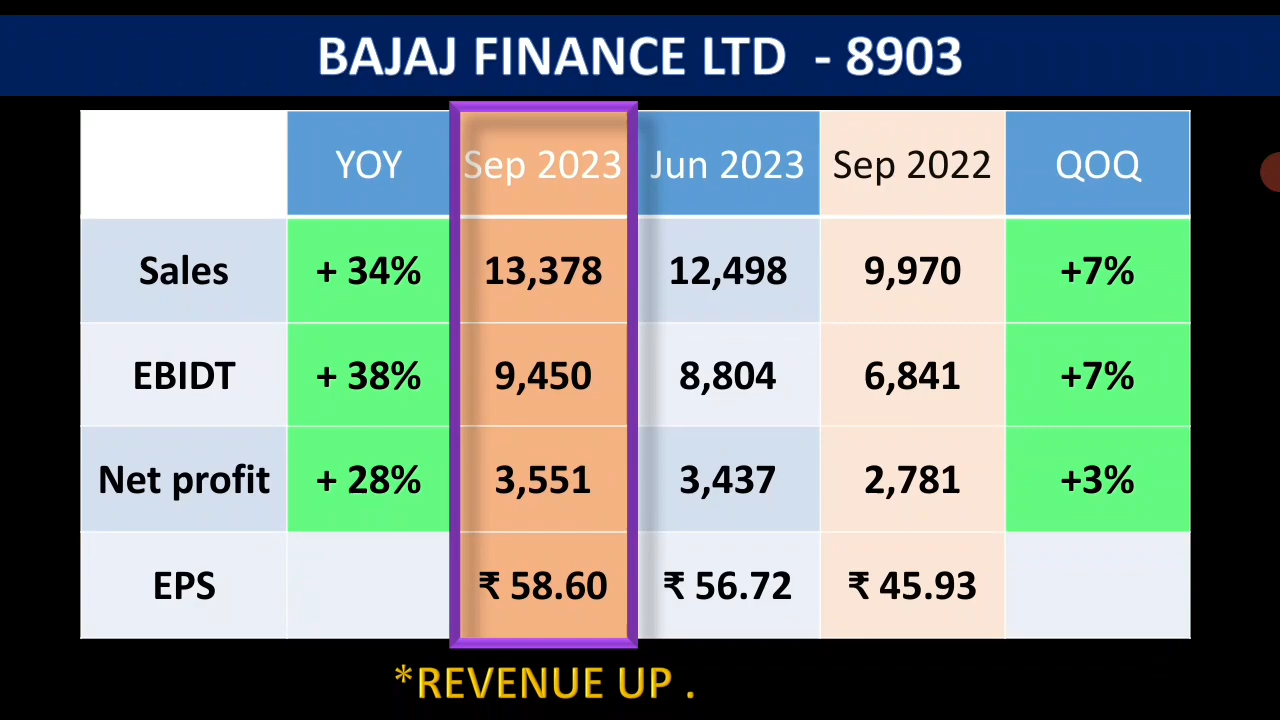 BAJAJ FINANCE LTD - 8903
YOY Sep 2023 Jun 2023 Sep 2022 QOQ
Sales + 34% 13,378 12,498 9,970 +7%
EBIDT + 38% 9,450 8,804 6,841 +7%
Net profit + 28% 3,551 3,437 2,781 +3%
EPS ₹ 58.60 ₹ 56.72 ₹ 45.93
*REVENUE UP .